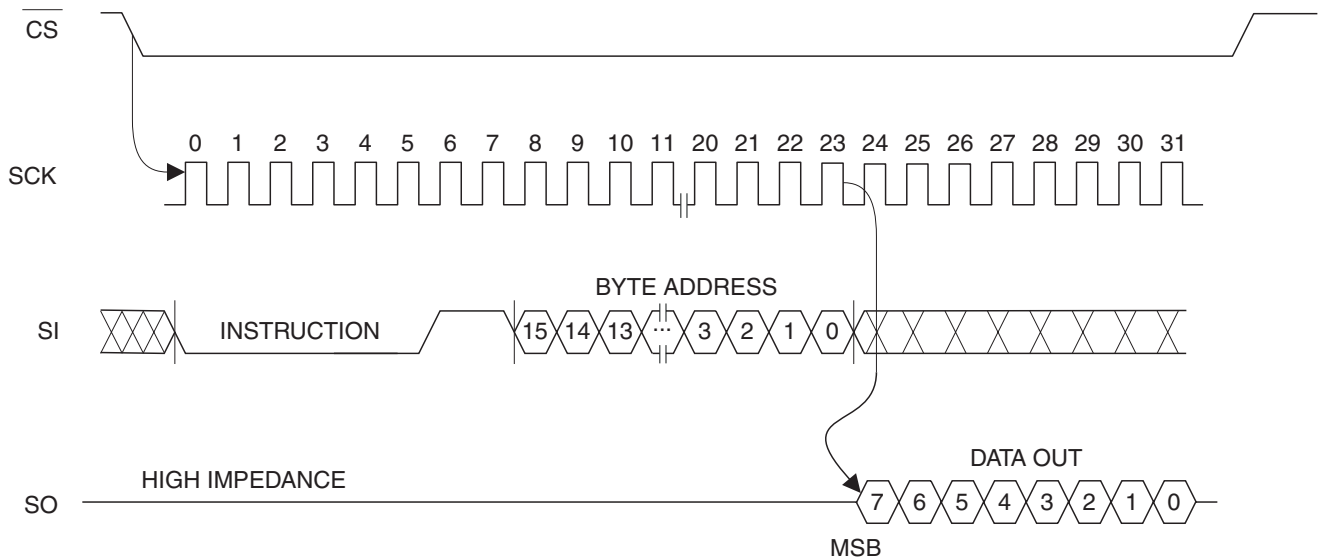 CS
0 1 2 3 4 5 6 7 8 9 10 11 20 21 22 23 24 25 26 27 28 29 30 31
SCK
BYTE ADDRESS
SI INSTRUCTION 15 14 13 ... 3 2 1 0
DATA OUT
HIGH IMPEDANCE
SO 7 6 5 4 3 2 1 0
MSB